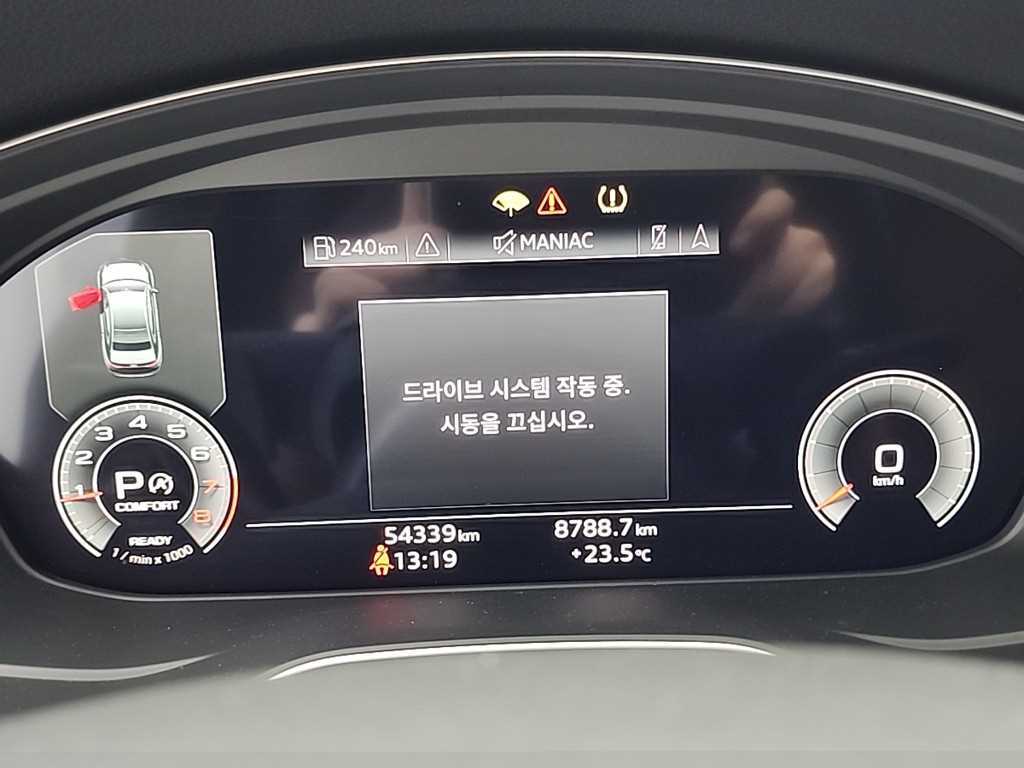 240km
MANIAC
드라이브 시스템 작동 중.
시동을 끄십시오.
1 2 3 4 5 6 7 8
P
COMFORT
READY
1 / min x 1000
0
km/h
54339km
8788.7km
13:19
+23.5°C